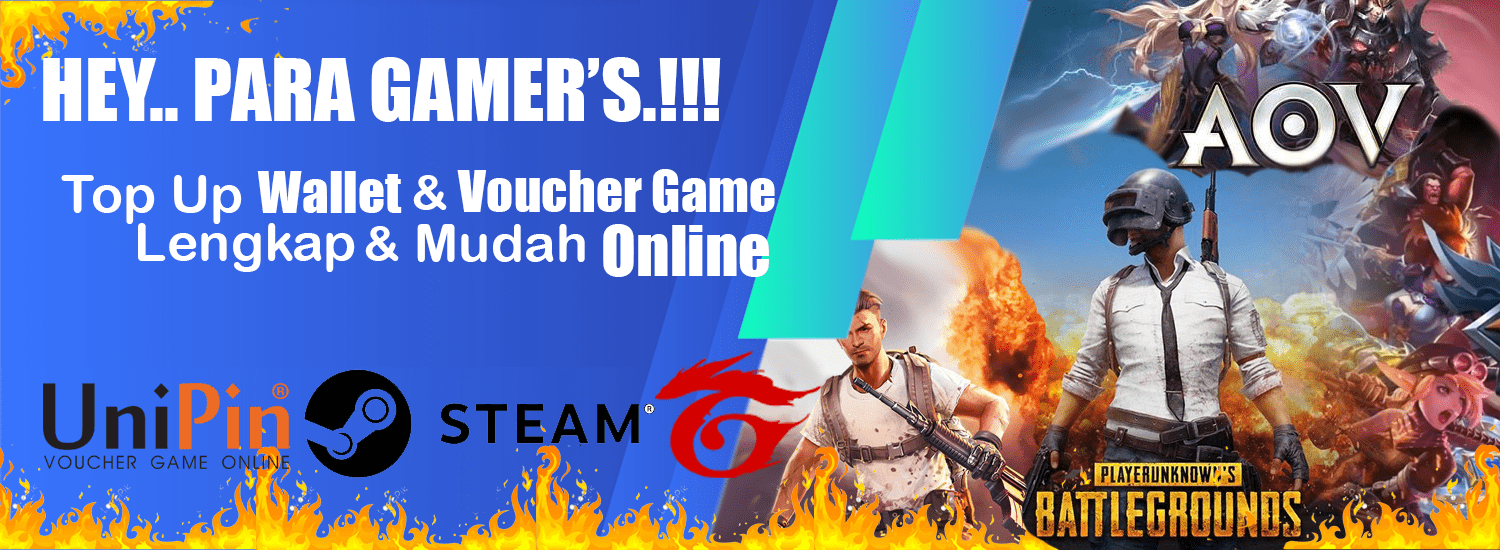 HEY.. PARA GAMER’S.!!!
Top Up Wallet & Voucher Game
Lengkap & Mudah Online
UniPin®
VOUCHER GAME ONLINE
STEAM®
AOV
PLAYERUNKNOWN'S
BATTLEGROUNDS